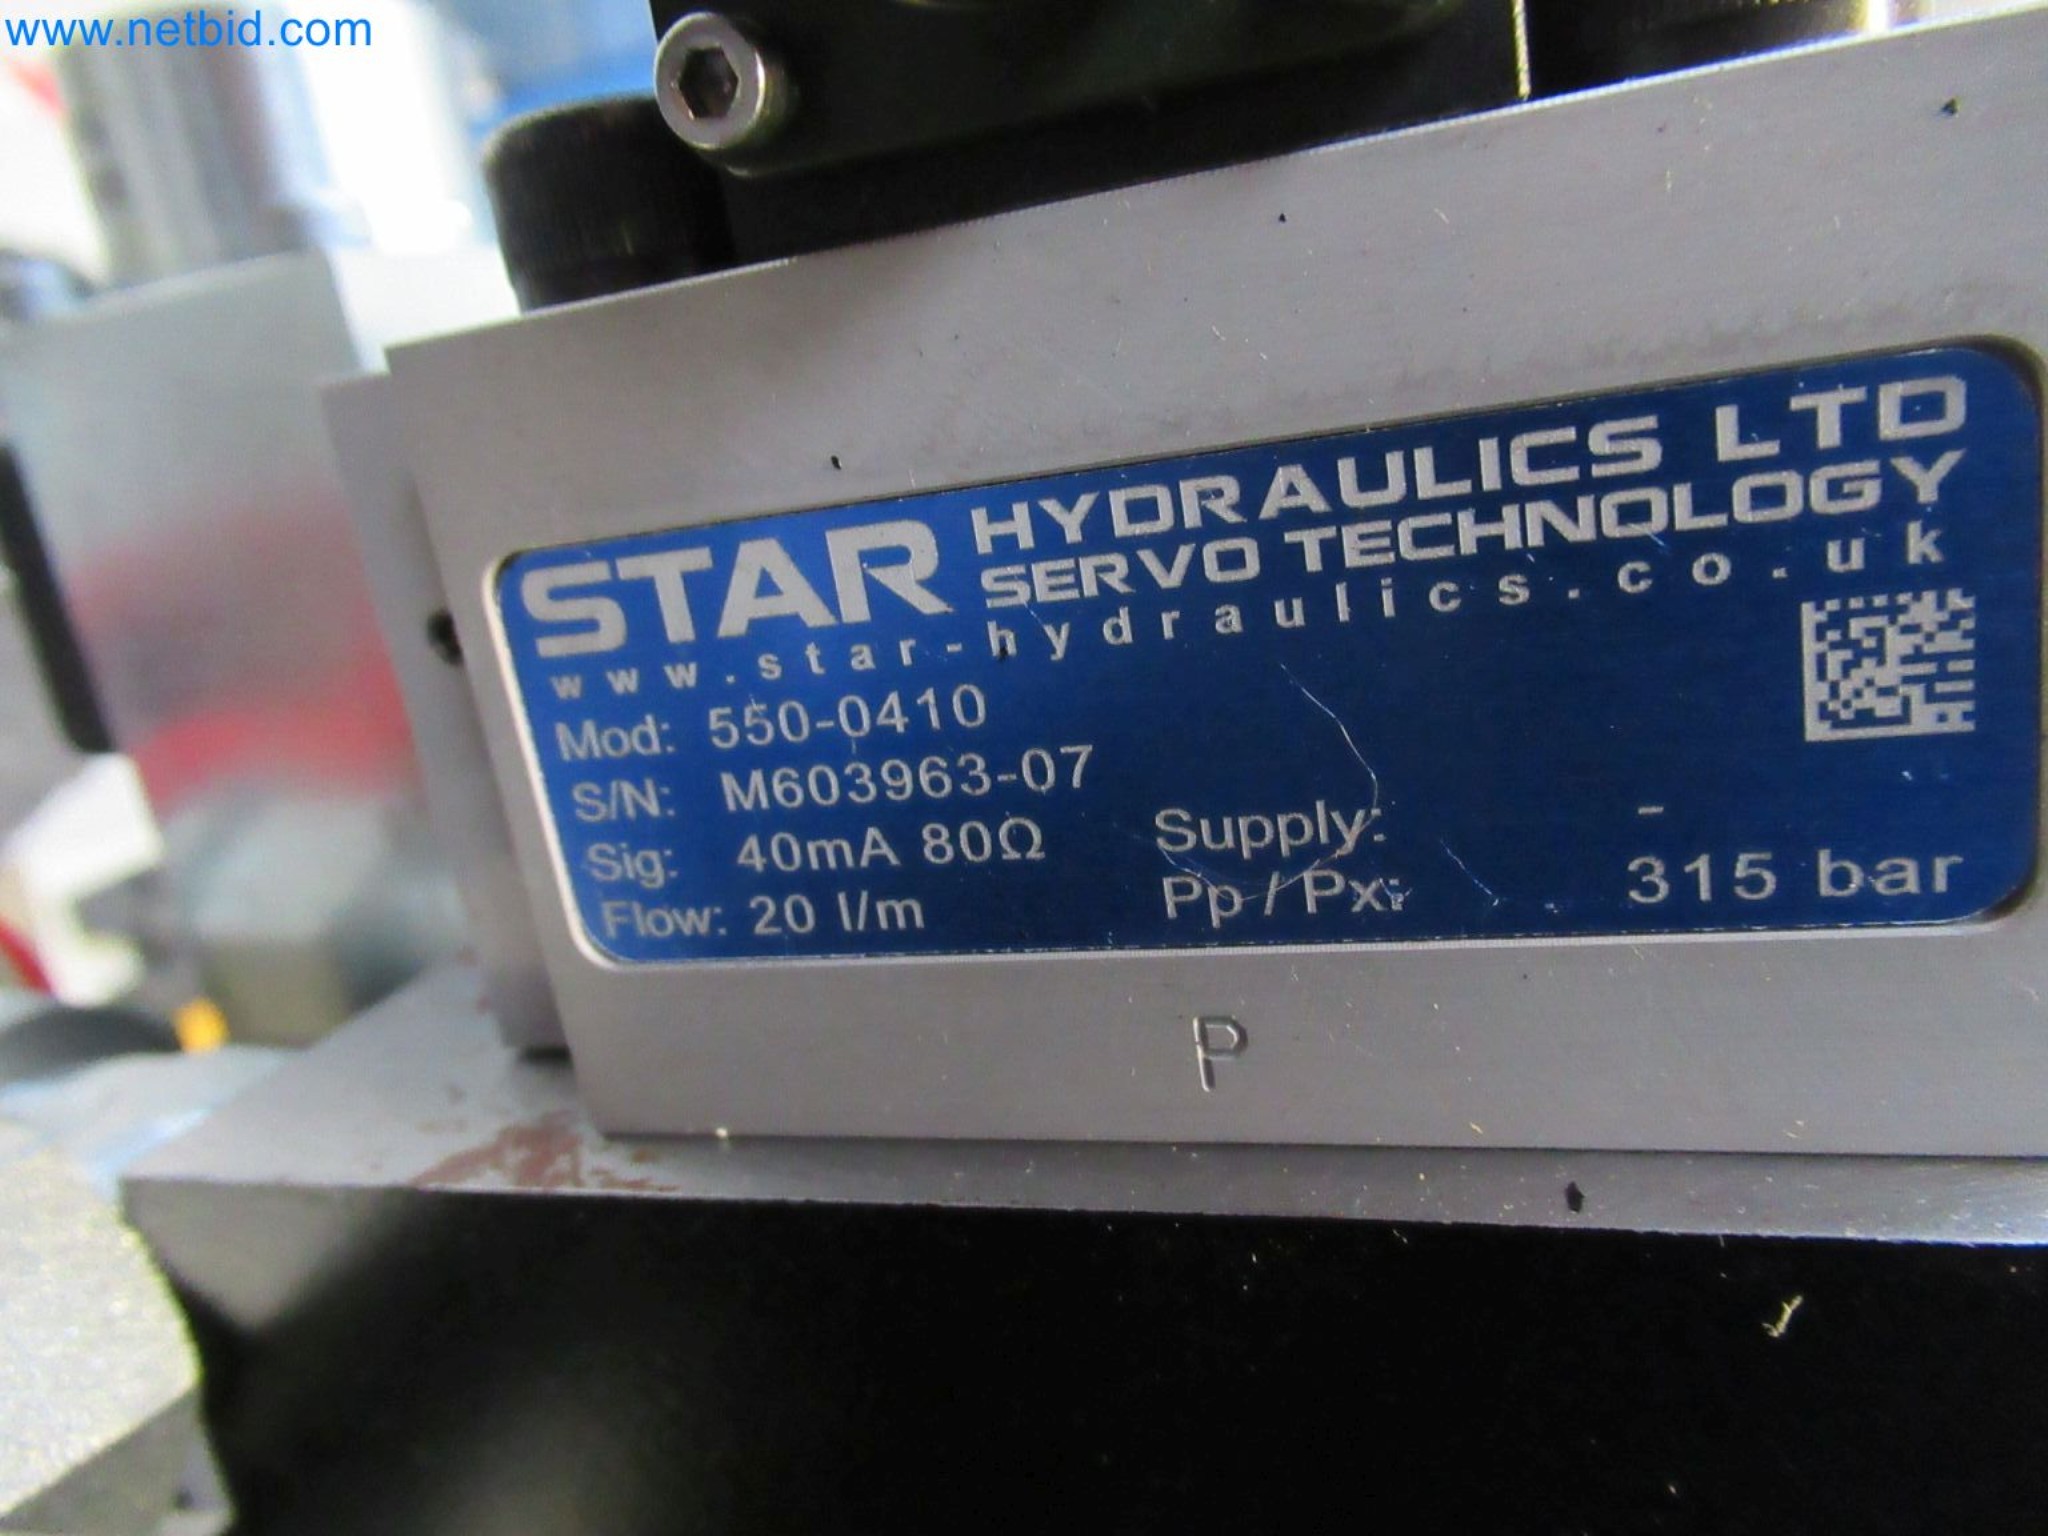 www.netbid.com
STAR HYDRAULICS LTD
SERVO TECHNOLOGY
www.star-hydraulics.co.uk
Mod: 550-0410
S/N: M603963-07
Sig: 40mA 80Ω Supply: -
Flow: 20 l/m Pp / Px: 315 bar
P